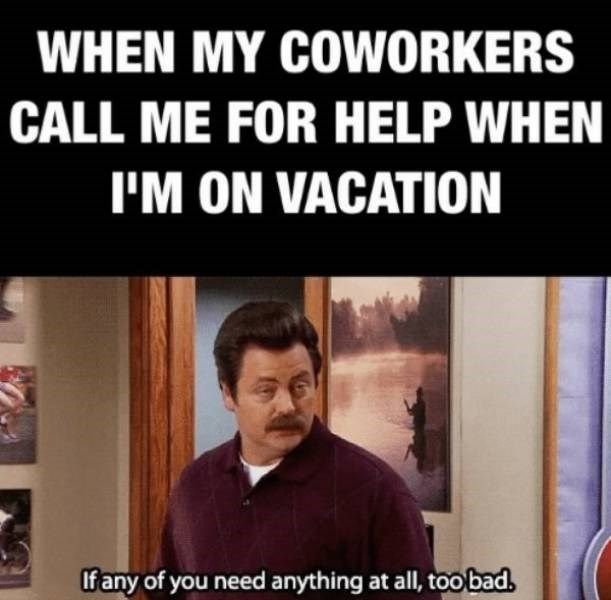 WHEN MY COWORKERS
CALL ME FOR HELP WHEN
I'M ON VACATION
If any of you need anything at all, too bad.